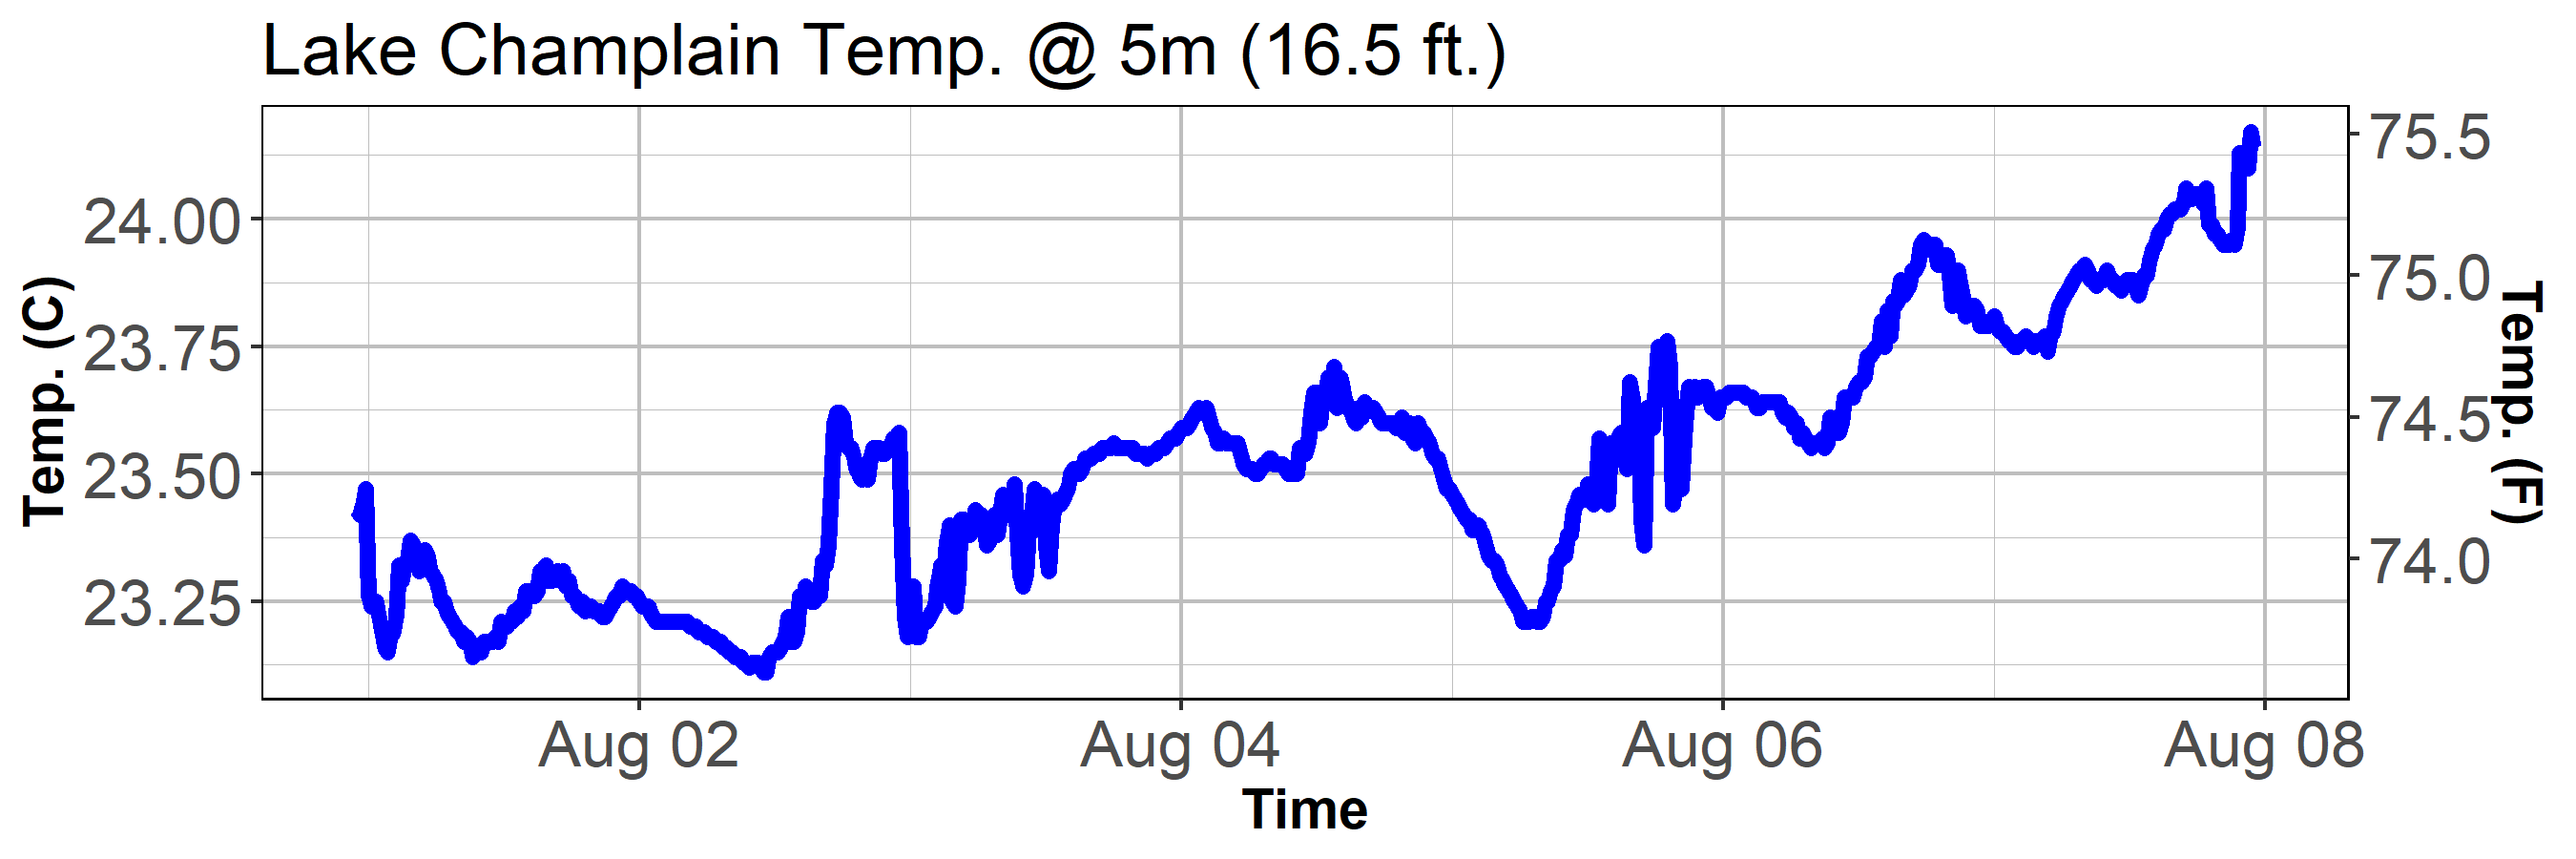 Lake Champlain Temp. @ 5m (16.5 ft.)
Temp. (C)
24.00
23.75
23.50
23.25
75.5
75.0
74.5
74.0
Temp. (F)
Aug 02 Aug 04 Aug 06 Aug 08
Time